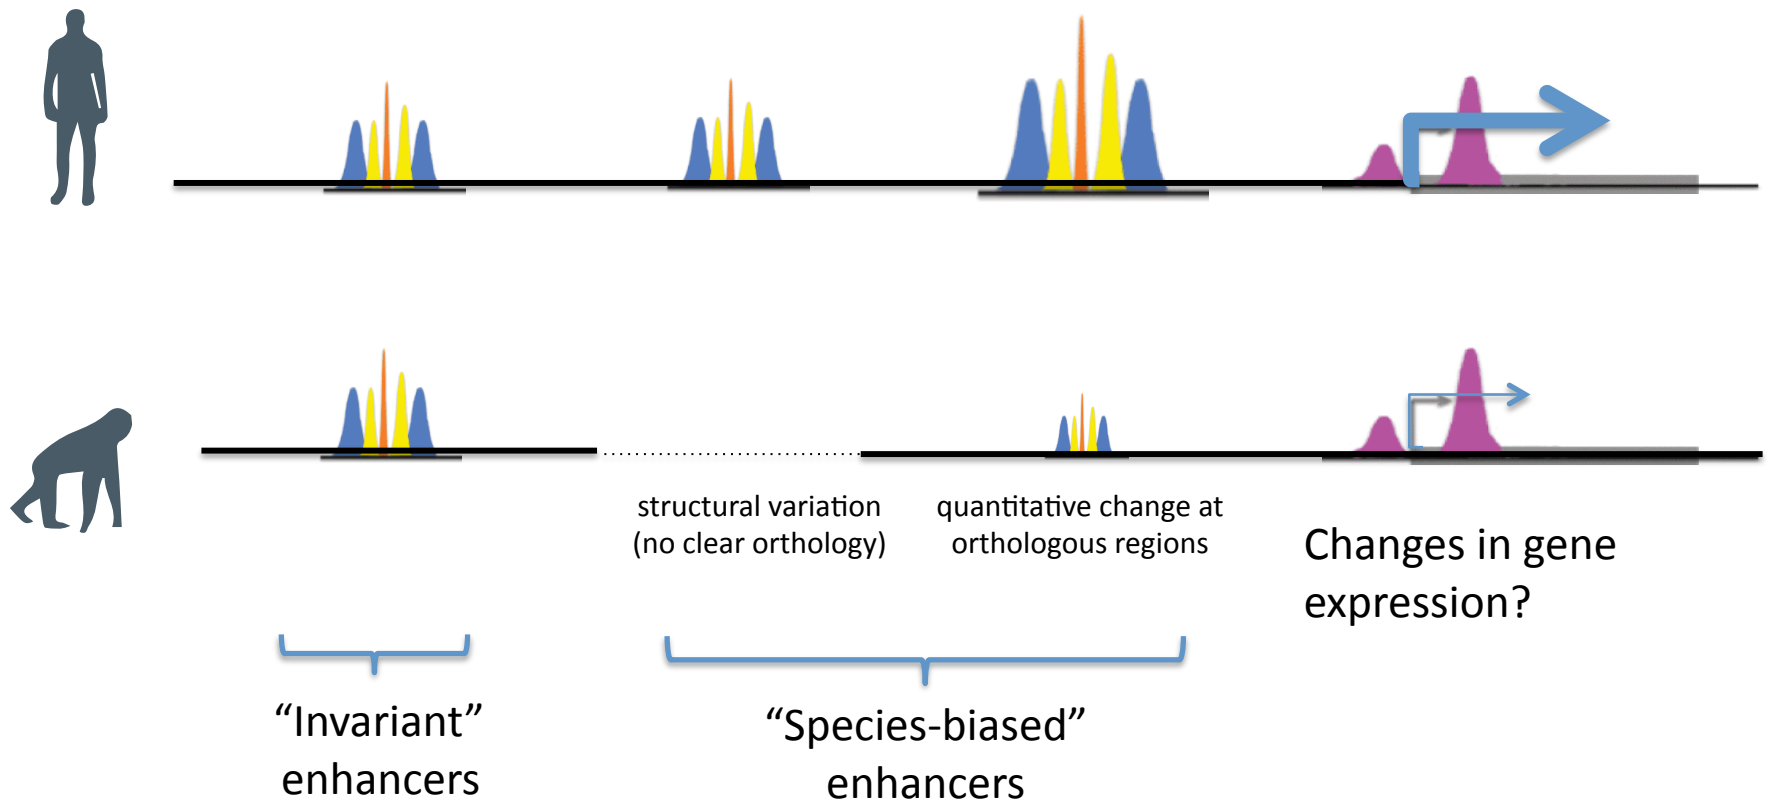 structural variation
(no clear orthology)
quantitative change at
orthologous regions
Changes in gene
expression?
“Invariant”
enhancers
“Species-biased”
enhancers